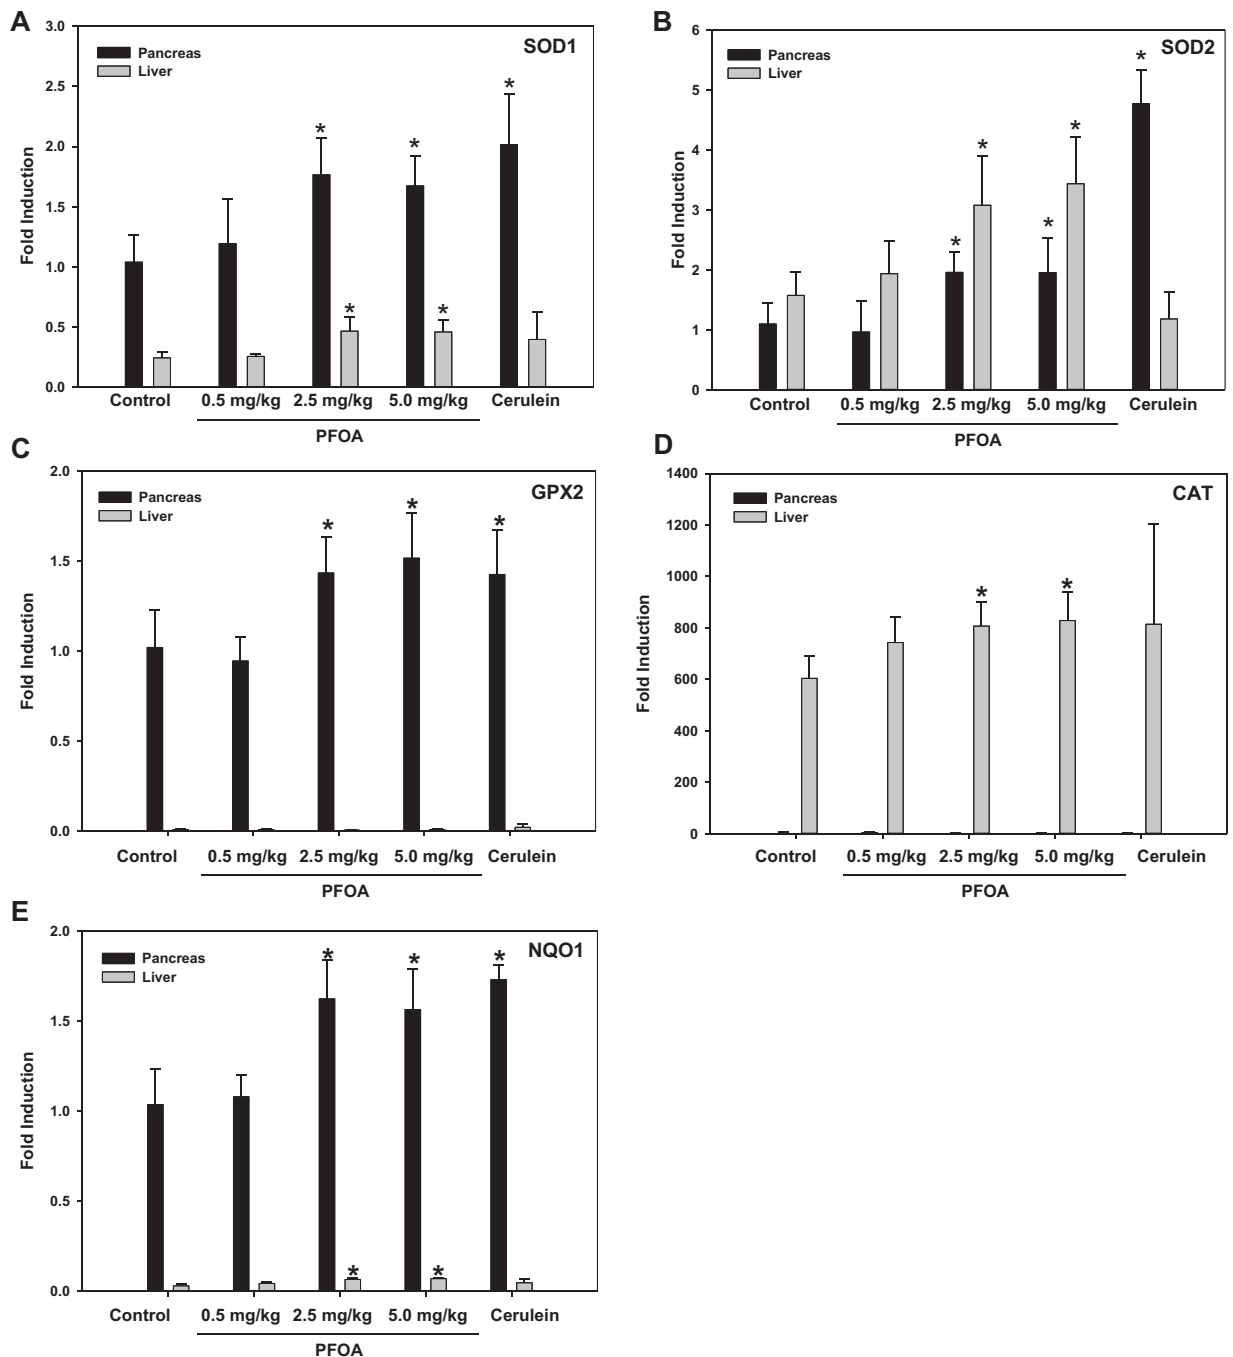 A
SOD1
Pancreas
Liver
Fold Induction
3.0
2.5
2.0
1.5
1.0
0.5
0.0
* * * * *
Control 0.5 mg/kg 2.5 mg/kg 5.0 mg/kg Cerulein
PFOA
B
SOD2
Pancreas
Liver
Fold Induction
6
5
4
3
2
1
0
* * * * *
Control 0.5 mg/kg 2.5 mg/kg 5.0 mg/kg Cerulein
PFOA
C
GPX2
Pancreas
Liver
Fold Induction
2.0
1.5
1.0
0.5
0.0
* * *
Control 0.5 mg/kg 2.5 mg/kg 5.0 mg/kg Cerulein
PFOA
D
CAT
Pancreas
Liver
Fold Induction
1400
1200
1000
800
600
400
200
0
* *
Control 0.5 mg/kg 2.5 mg/kg 5.0 mg/kg Cerulein
PFOA
E
NQO1
Pancreas
Liver
Fold Induction
2.0
1.5
1.0
0.5
0.0
* * * * *
Control 0.5 mg/kg 2.5 mg/kg 5.0 mg/kg Cerulein
PFOA